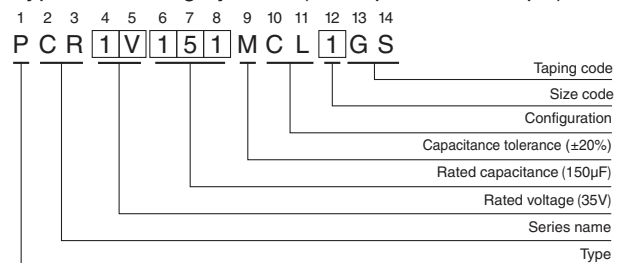 1 2 3 4 5 6 7 8 9 10 11 12 13 14
P C R 1 V 1 5 1 M C L 1 G S
Taping code
Size code
Configuration
Capacitance tolerance (±20%)
Rated capacitance (150µF)
Rated voltage (35V)
Series name
Type